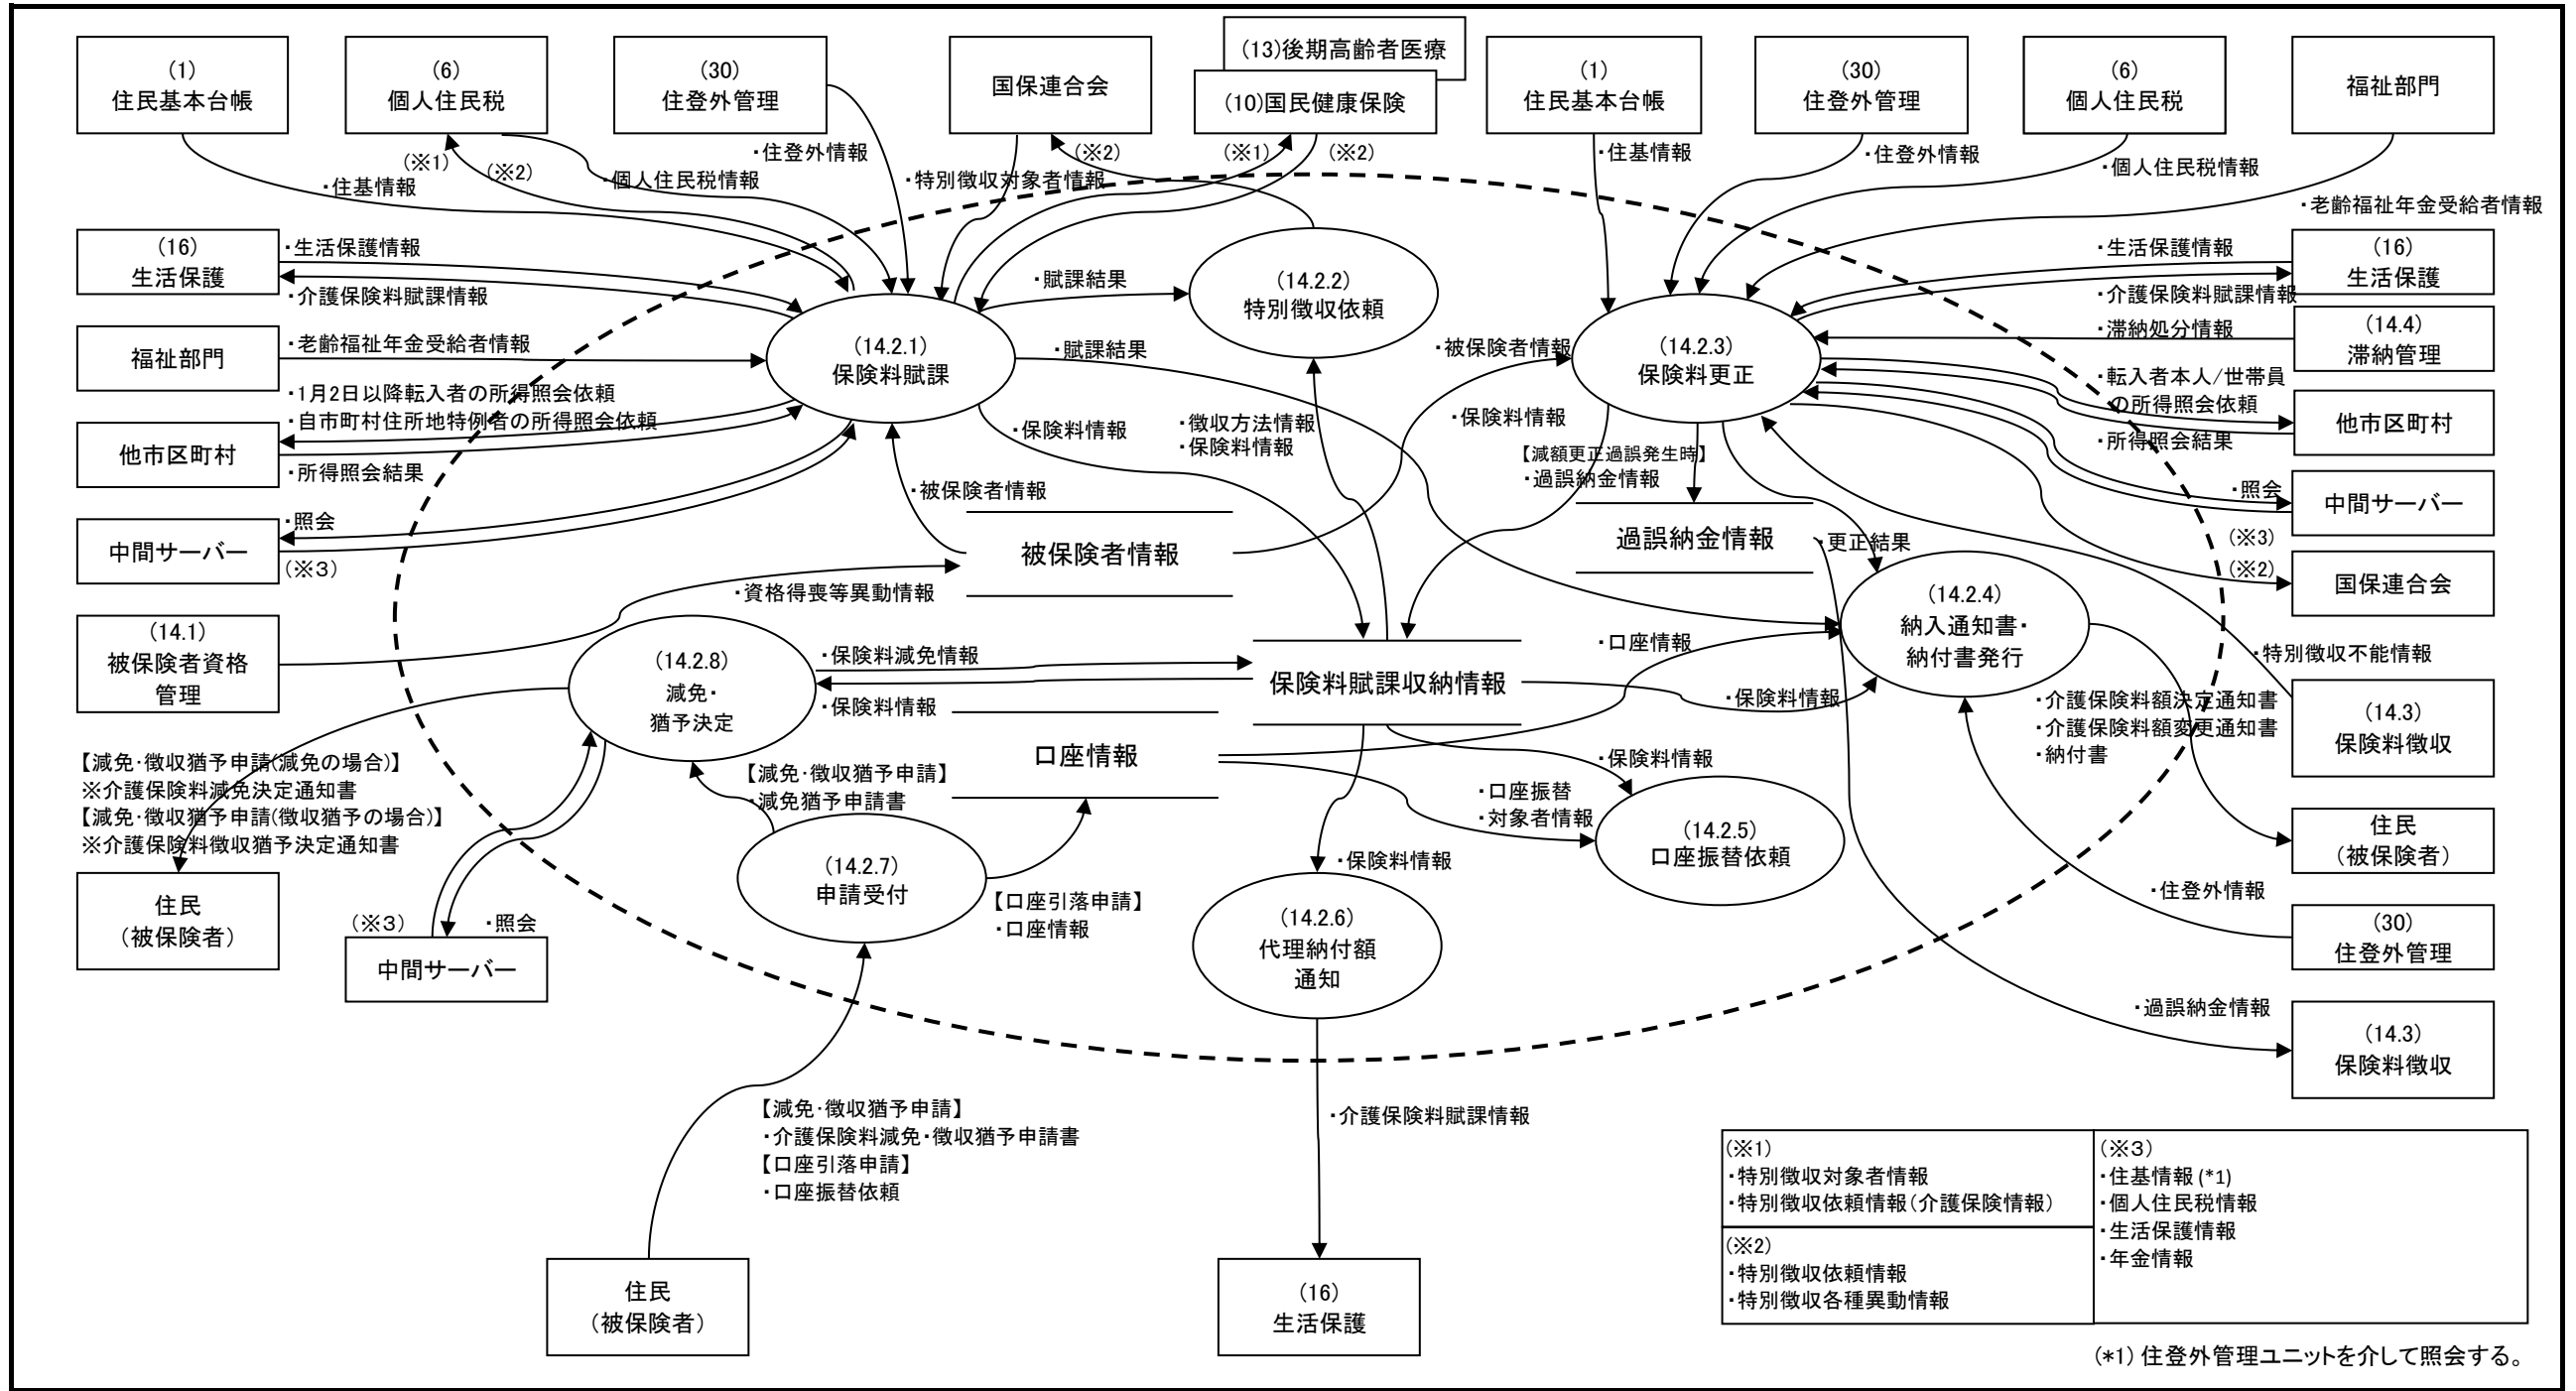 (1)
住民基本台帳
(6)
個人住民税
(30)
住登外管理
国保連合会
(13)後期高齢者医療
(10)国民健康保険
(1)
住民基本台帳
(30)
住登外管理
(6)
個人住民税
福祉部門
(※1)
(※2)
・住基情報
・個人住民税情報
・住登外情報
・特別徴収対象者情報
(※2)
(※1)
(※2)
・住基情報
・住登外情報
・個人住民税情報
・老齢福祉年金受給者情報
(16)
生活保護
・生活保護情報
・介護保険料賦課情報
福祉部門
・老齢福祉年金受給者情報
・1月2日以降転入者の所得照会依頼
・自市町村住所地特例者の所得照会依頼
他市区町村
・所得照会結果
中間サーバー
・照会
(※3)
(14.2.1)
保険料賦課
・賦課結果
(14.2.2)
特別徴収依頼
・賦課結果
・保険料情報
・徴収方法情報
・保険料情報
・被保険者情報
・被保険者情報
・保険料情報
(14.2.3)
保険料更正
【減額更正過誤発生時】
・過誤納金情報
・生活保護情報
(16)
生活保護
・介護保険料賦課情報
・滞納処分情報
(14.4)
滞納管理
・転入者本人/世帯員
の所得照会依頼
他市区町村
・所得照会結果
・照会
中間サーバー
(※3)
(※2)
国保連合会
被保険者情報
過誤納金情報
・更正結果
・資格得喪等異動情報
(14.1)
被保険者資格
管理
(14.2.8)
減免・
猶予決定
・保険料減免情報
・保険料情報
保険料賦課収納情報
・口座情報
・保険料情報
(14.2.4)
納入通知書・
納付書発行
・特別徴収不能情報
(14.3)
保険料徴収
・介護保険料額決定通知書
・介護保険料額変更通知書
・納付書
口座情報
【減免・徴収猶予申請(減免の場合)】
※介護保険料減免決定通知書
【減免・徴収猶予申請(徴収猶予の場合)】
※介護保険料徴収猶予決定通知書
【減免・徴収猶予申請】
・減免猶予申請書
・保険料情報
・口座振替
・対象者情報
(14.2.5)
口座振替依頼
住民
(被保険者)
住民
(被保険者)
(14.2.7)
申請受付
・保険料情報
【口座引落申請】
・口座情報
(※3)
・照会
中間サーバー
(14.2.6)
代理納付額
通知
・住登外情報
(30)
住登外管理
・過誤納金情報
(14.3)
保険料徴収
【減免・徴収猶予申請】
・介護保険料減免・徴収猶予申請書
【口座引落申請】
・口座振替依頼
・介護保険料賦課情報
住民
(被保険者)
(16)
生活保護
(※1)
・特別徴収対象者情報
・特別徴収依頼情報(介護保険情報)
(※2)
・特別徴収依頼情報
・特別徴収各種異動情報
(※3)
・住基情報(*1)
・個人住民税情報
・生活保護情報
・年金情報
(*1) 住登外管理ユニットを介して照会する。